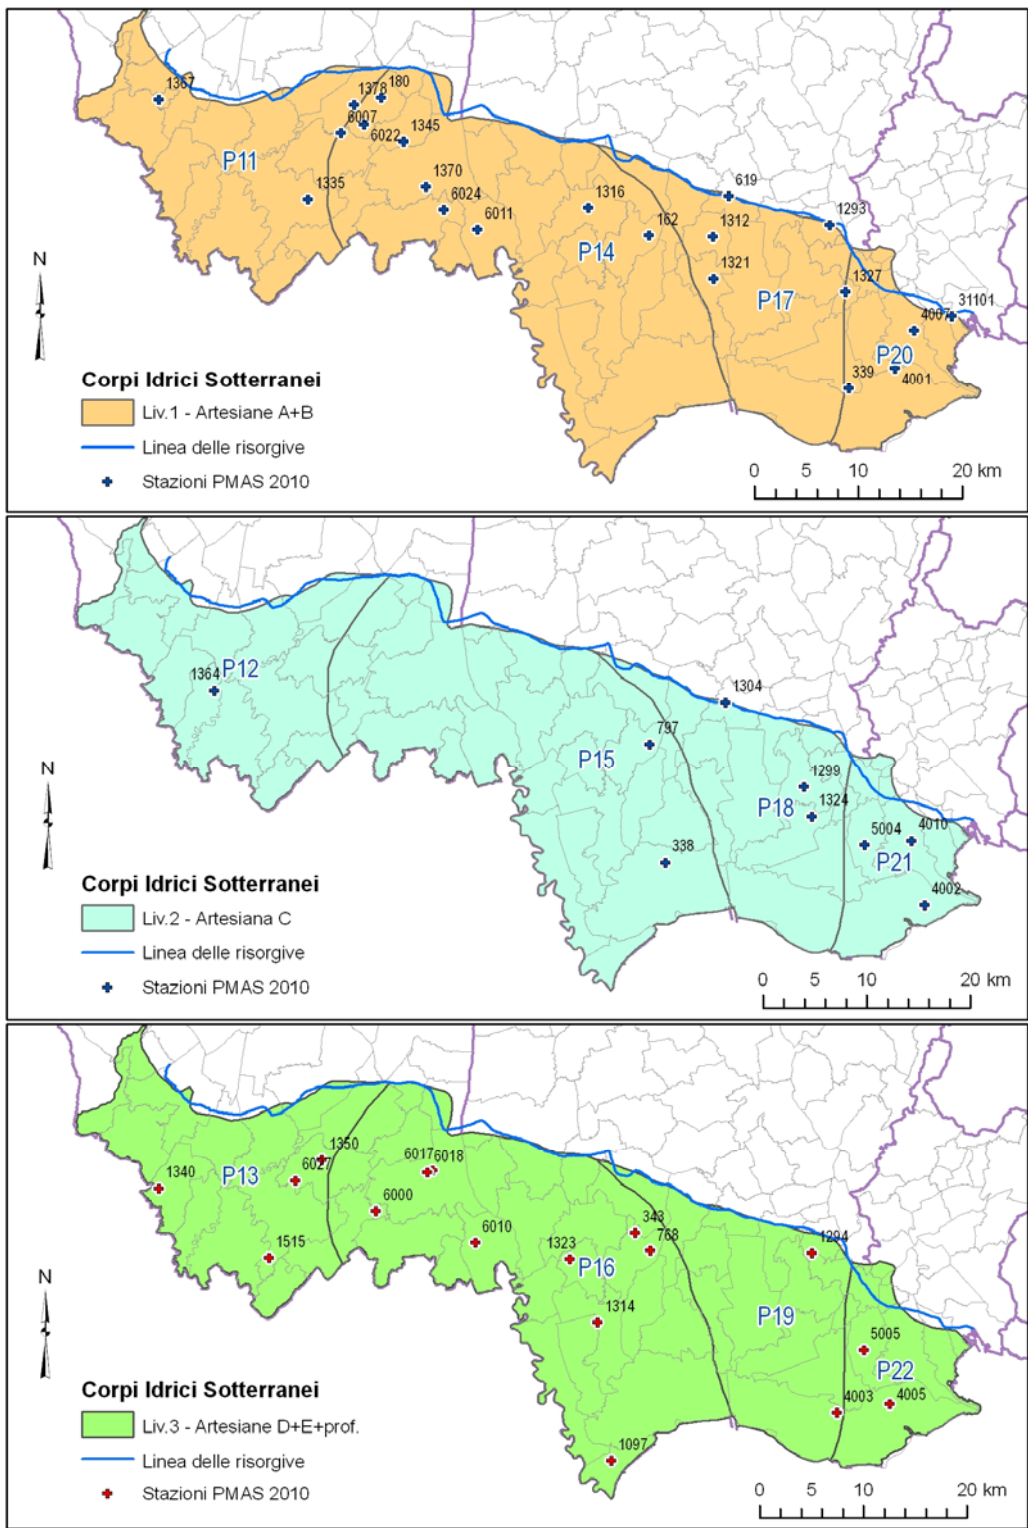 1367
1378
180
6007
6022
1345
P11
1335
1370
6024
6011
1316
162
P14
619
1312
1293
1321
1327
P17
31101
4007
P20
339
4001
N
Corpi Idrici Sotterranei
Liv.1 - Artesiane A+B
Linea delle risorgive
Stazioni PMAS 2010
0 5 10 20 km
P12
1364
1304
797
P15
1299
P18
1324
5004
4010
P21
338
4002
N
Corpi Idrici Sotterranei
Liv.2 - Artesiana C
Linea delle risorgive
Stazioni PMAS 2010
0 5 10 20 km
1350
6017
6018
1340
P13
6027
6000
343
6010
768
1294
1515
1323
P16
1314
P19
5005
P22
4003
4005
1097
N
Corpi Idrici Sotterranei
Liv.3 - Artesiane D+E+prof.
Linea delle risorgive
Stazioni PMAS 2010
0 5 10 20 km